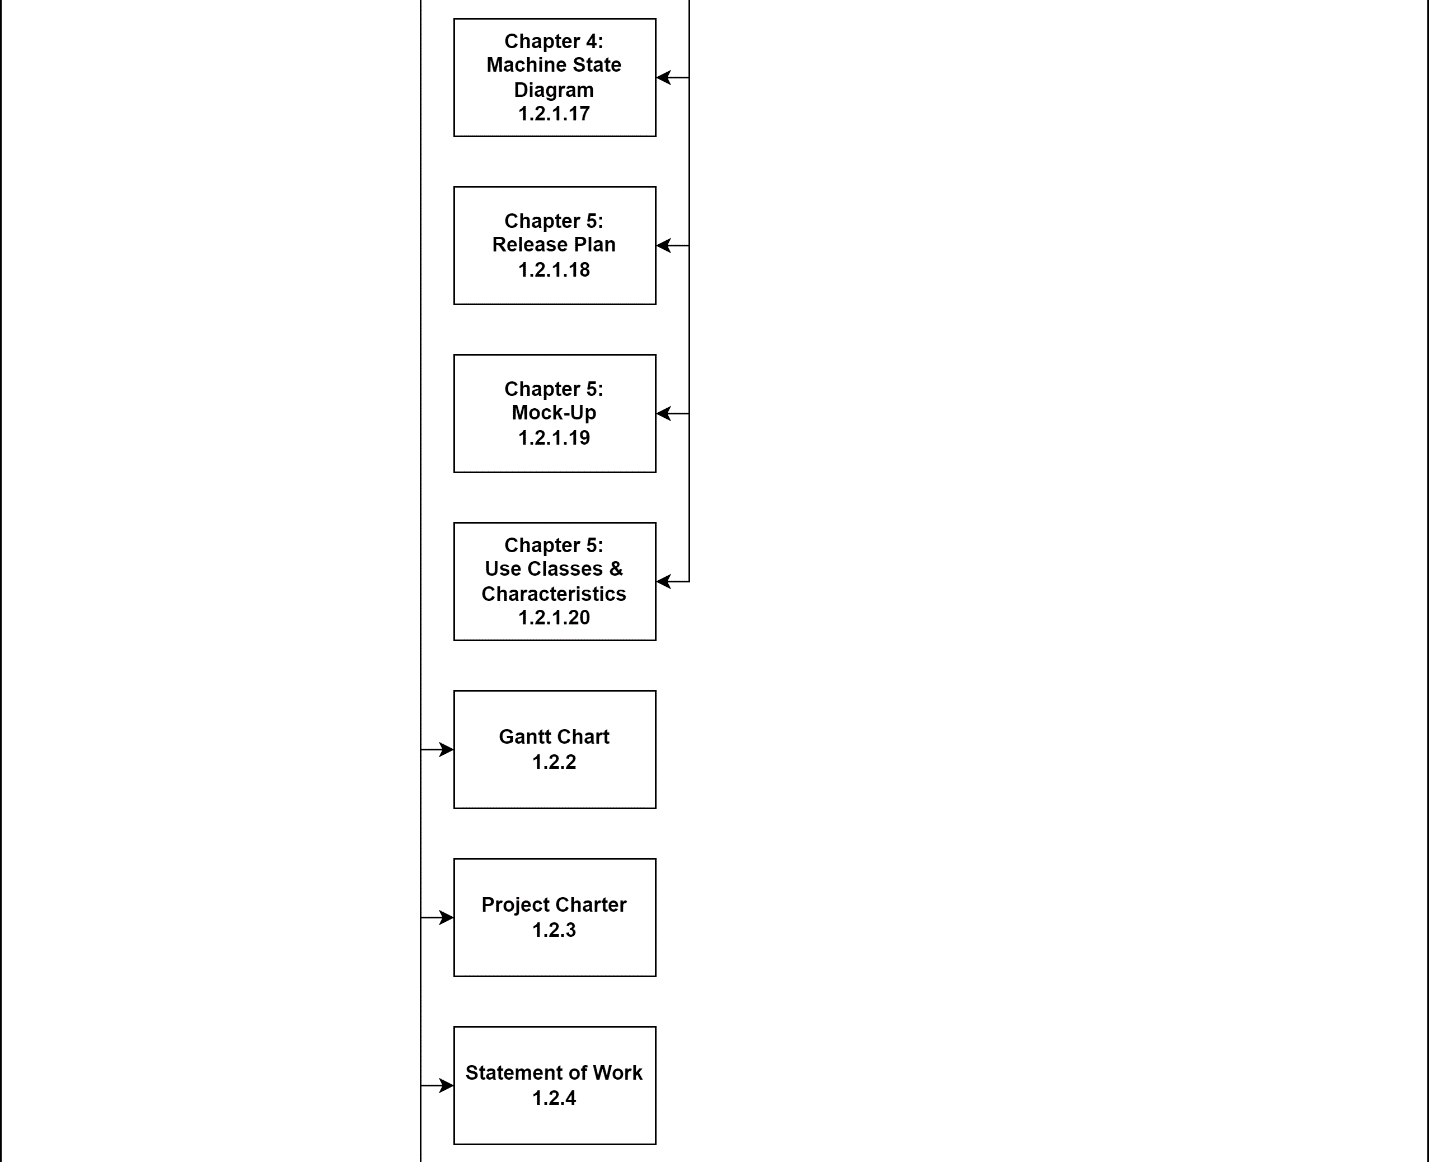 Chapter 4:
Machine State
Diagram
1.2.1.17
Chapter 5:
Release Plan
1.2.1.18
Chapter 5:
Mock-Up
1.2.1.19
Chapter 5:
Use Classes &
Characteristics
1.2.1.20
Gantt Chart
1.2.2
Project Charter
1.2.3
Statement of Work
1.2.4